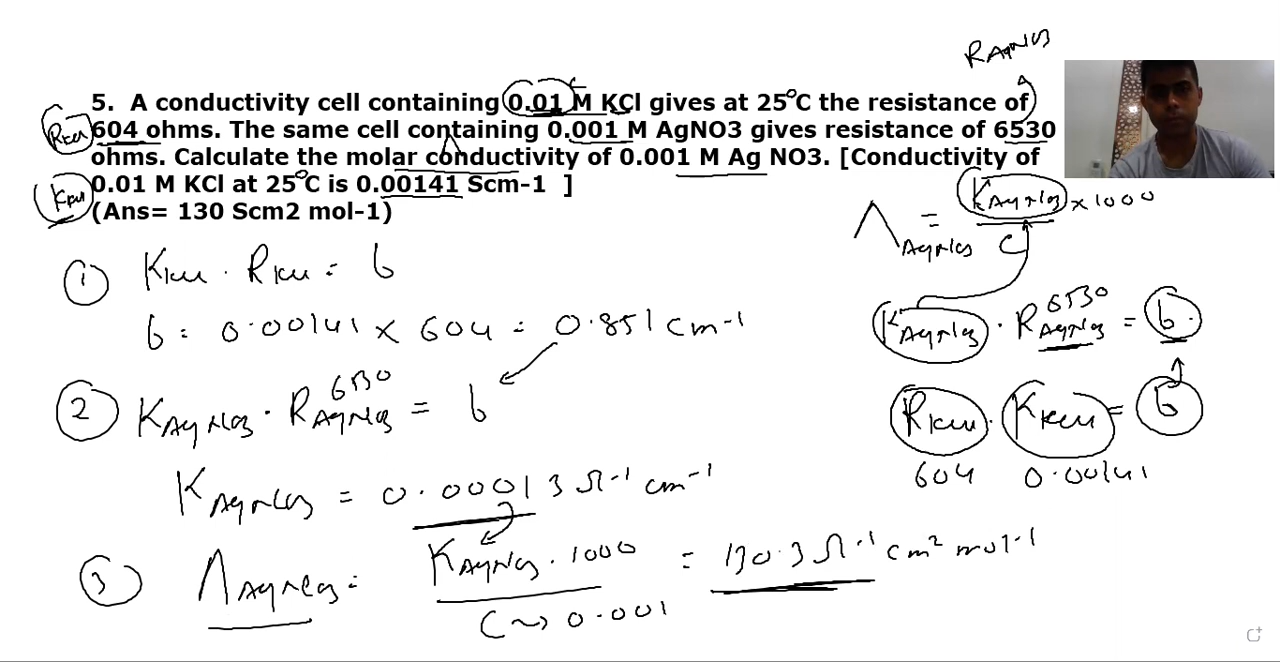 R AgNO3
5. A conductivity cell containing 0.01 M KCl gives at 25°C the resistance of
R KCl 604 ohms. The same cell containing 0.001 M AgNO3 gives resistance of 6530
Λ
ohms. Calculate the molar conductivity of 0.001 M Ag NO3. [Conductivity of
K KCl 0.01 M KCl at 25°C is 0.00141 Scm-1 ]
(Ans= 130 Scm2 mol-1)
Λ AgNO3 = K AgNO3 x 1000
C
① K KCl . R KCl = b
b = 0.00141 x 604 = 0.851 cm-1
② K AgNO3 . R AgNO3 = b
6530
K AgNO3 = 0.00013 Ω-1 cm-1
③ Λ AgNO3 = K AgNO3 . 1000 = 130.3 Ω-1 cm2 mol-1
C → 0.001
K AgNO3 . R AgNO3 = b
6530
R KCl . K KCl = b
604 0.00141